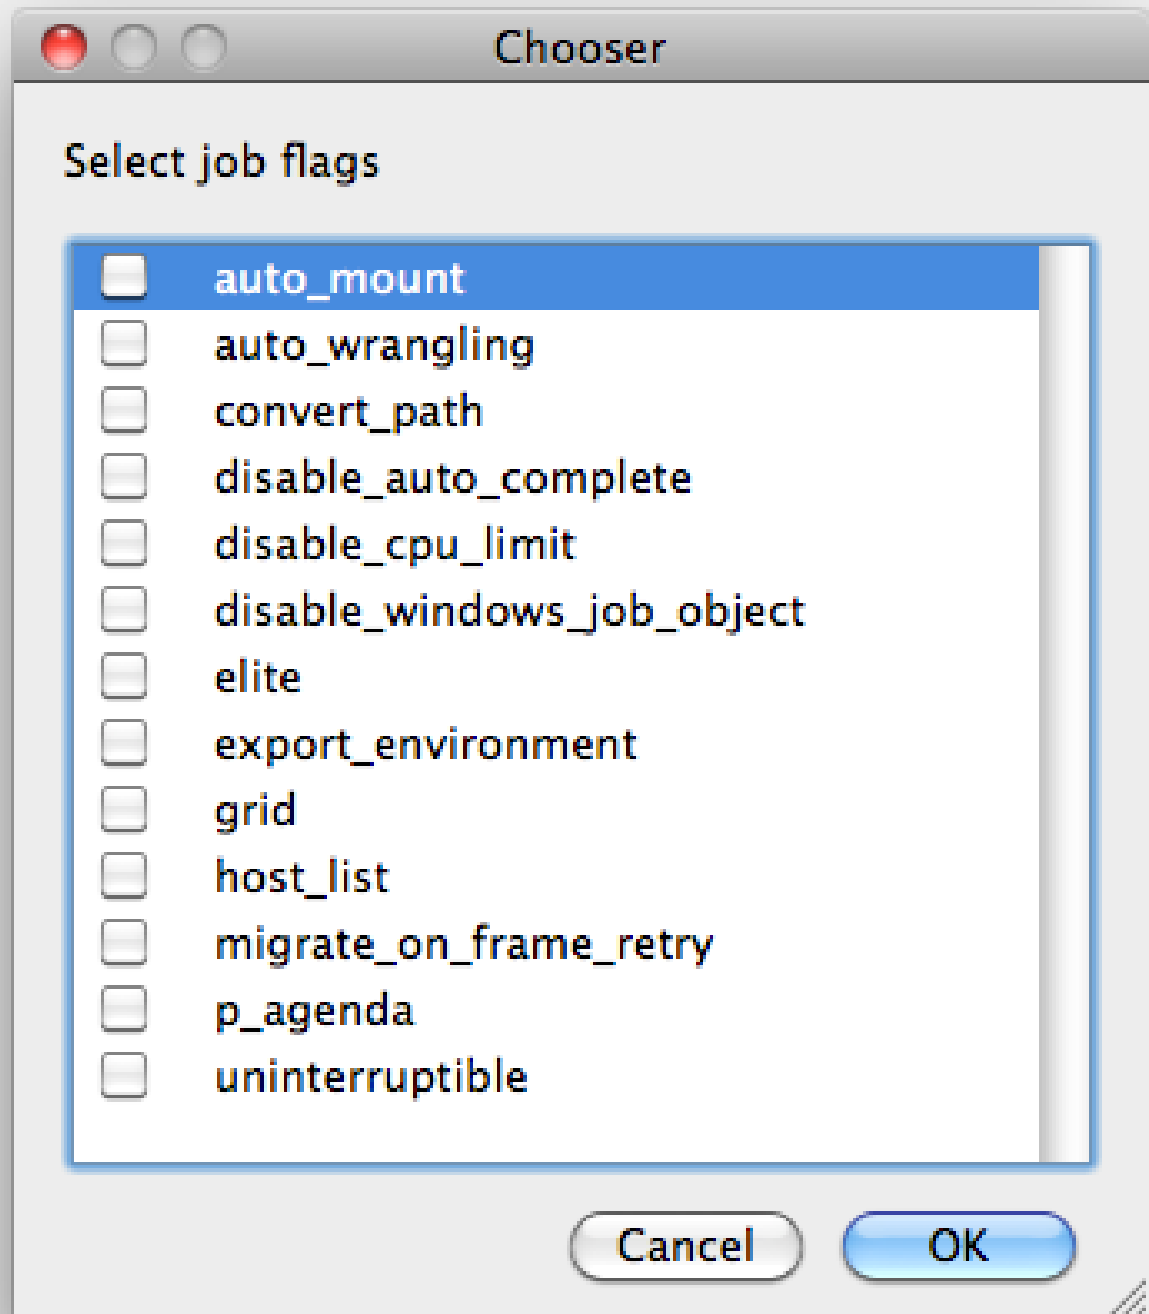 Chooser
Select job flags
auto_mount
auto_wrangling
convert_path
disable_auto_complete
disable_cpu_limit
disable_windows_job_object
elite
export_environment
grid
host_list
migrate_on_frame_retry
p_agenda
uninterruptible
Cancel OK